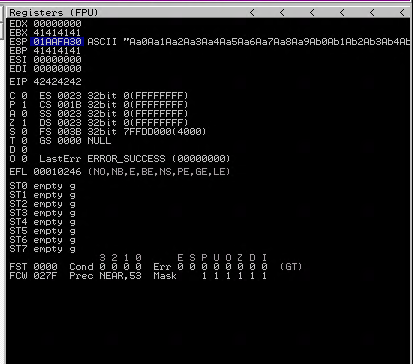 Registers (FPU) < < < < < <
EDX 00000000
EBX 41414141
ESP 01AAFA30 ASCII "Aa0Aa1Aa2Aa3Aa4Aa5Aa6Aa7Aa8Aa9Ab0Ab1Ab2Ab3Ab4Ab
EBP 41414141
ESI 00000000
EDI 00000000
EIP 42424242
C 0 ES 0023 32bit 0(FFFFFFFF)
P 1 CS 001B 32bit 0(FFFFFFFF)
A 0 SS 0023 32bit 0(FFFFFFFF)
Z 1 DS 0023 32bit 0(FFFFFFFF)
S 0 FS 003B 32bit 7FFDD000(4000)
T 0 GS 0000 NULL
D 0
O 0 LastErr ERROR_SUCCESS (00000000)
EFL 00010246 (NO,NB,E,BE,NS,PE,GE,LE)
ST0 empty g
ST1 empty g
ST2 empty g
ST3 empty g
ST4 empty g
ST5 empty g
ST6 empty g
ST7 empty g
3 2 1 0 E S P U O Z D I
FST 0000 Cond 0 0 0 0 Err 0 0 0 0 0 0 0 0 (GT)
FCW 027F Prec NEAR,53 Mask 1 1 1 1 1 1